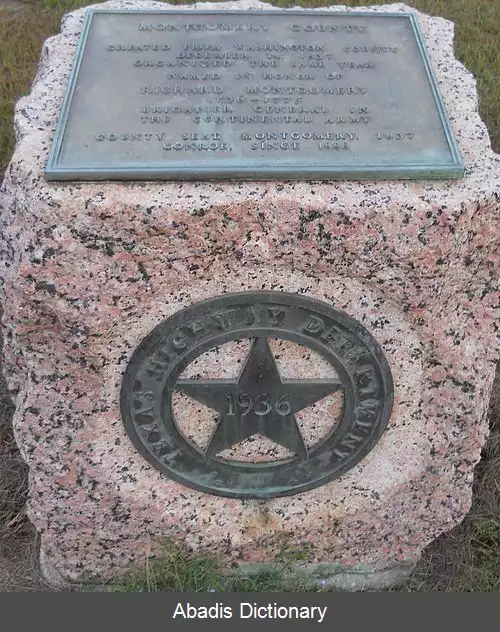 MONTGOMERY COUNTY
CREATED FROM WASHINGTON COUNTY
DECEMBER 14, 1837
ORGANIZED THE SAME YEAR
NAMED IN HONOR OF
RICHARD MONTGOMERY
1736-1775
BRIGADIER GENERAL IN
THE CONTINENTAL ARMY
COUNTY SEAT, MONTGOMERY, 1837
CONROE, SINCE 1888
TEXAS HIGHWAY DEPARTMENT
1936
Abadis Dictionary